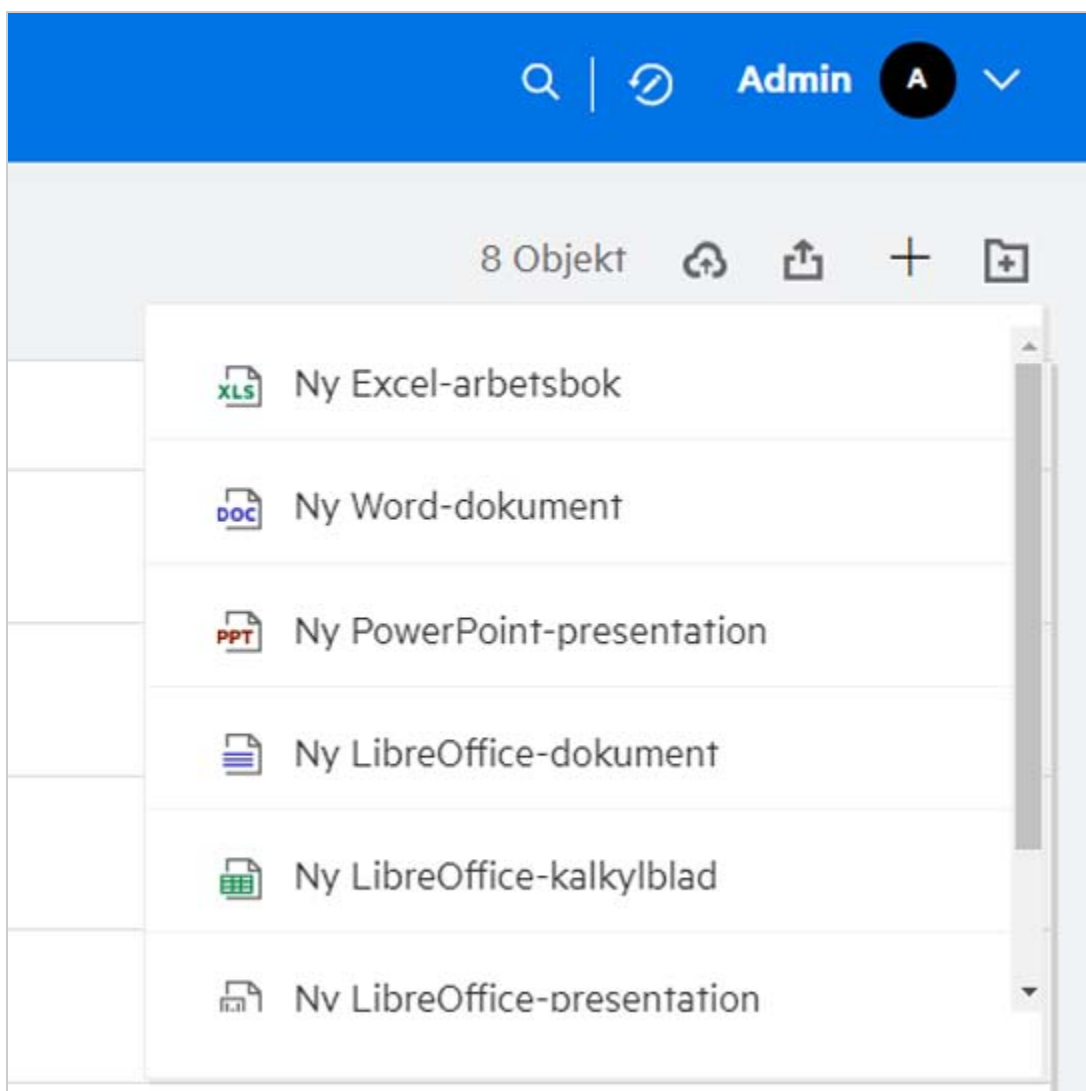 Admin A
8 Objekt
XLS Ny Excel-arbetsbok
DOC Ny Word-dokument
PPT Ny PowerPoint-presentation
Ny LibreOffice-dokument
Ny LibreOffice-kalkylblad
Ny LibreOffice-presentation